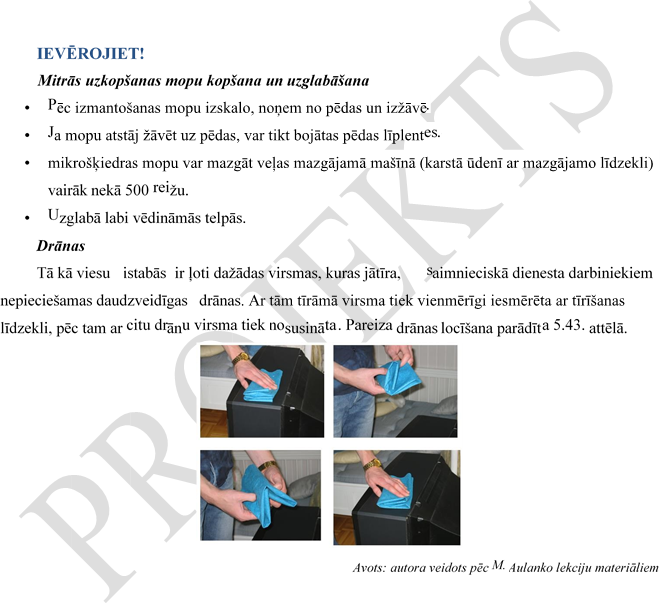 IEVĒROJIET!
Mitrās uzkopšanas mopu kopšana un uzglabāšana
• Pēc izmantošanas mopu izskalo, noņem no pēdas un izžāvē.
• Ja mopu atstāj žāvēt uz pēdas, var tikt bojātas pēdas līplentes.
• mikrošķiedras mopu var mazgāt veļas mazgājamā mašīnā (karstā ūdenī ar mazgājamo līdzekli)
vairāk nekā 500 reižu.
• Uzglabā labi vēdināmās telpās.
Drānas
Tā kā viesu istabās ir ļoti dažādas virsmas, kuras jātīra, saimnieciskā dienesta darbiniekiem
nepieciešamas daudzveidīgas drānas. Ar tām tīrāmā virsma tiek vienmērīgi iesmērēta ar tīrīšanas
līdzekli, pēc tam ar citu drānu virsma tiek nosusināta. Pareiza drānas locīšana parādīta 5.43. attēlā.
Avots: autora veidots pēc M. Aulanko lekciju materiāliem
PROJEKTS